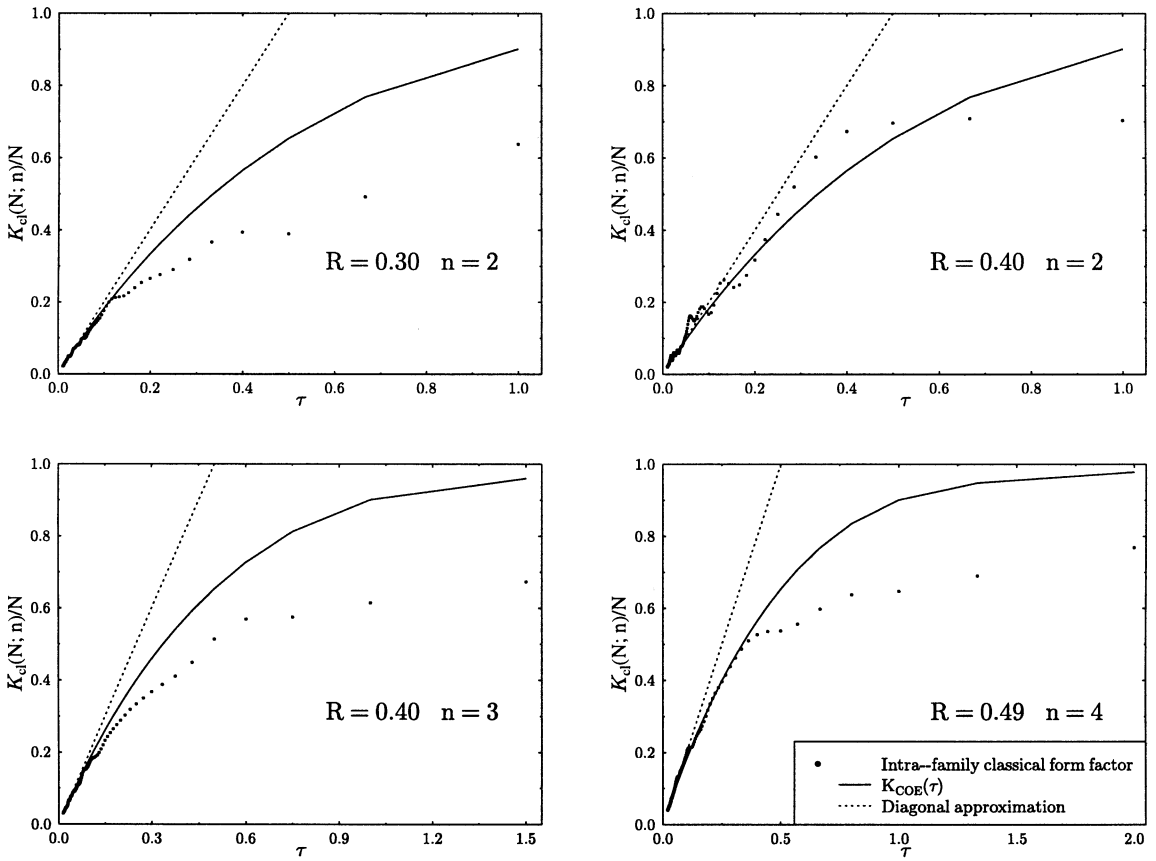 1.0
0.8
0.6
0.4
0.2
0.0
K_cl(N; n)/N
R = 0.30 n = 2
0.0 0.2 0.4 0.6 0.8 1.0
τ
1.0
0.8
0.6
0.4
0.2
0.0
K_cl(N; n)/N
R = 0.40 n = 2
0.0 0.2 0.4 0.6 0.8 1.0
τ
1.0
0.8
0.6
0.4
0.2
0.0
K_cl(N; n)/N
R = 0.40 n = 3
0.0 0.3 0.6 0.9 1.2 1.5
τ
1.0
0.8
0.6
0.4
0.2
0.0
K_cl(N; n)/N
R = 0.49 n = 4
Intra--family classical form factor
K_COE(τ)
Diagonal approximation
0.0 0.5 1.0 1.5 2.0
τ